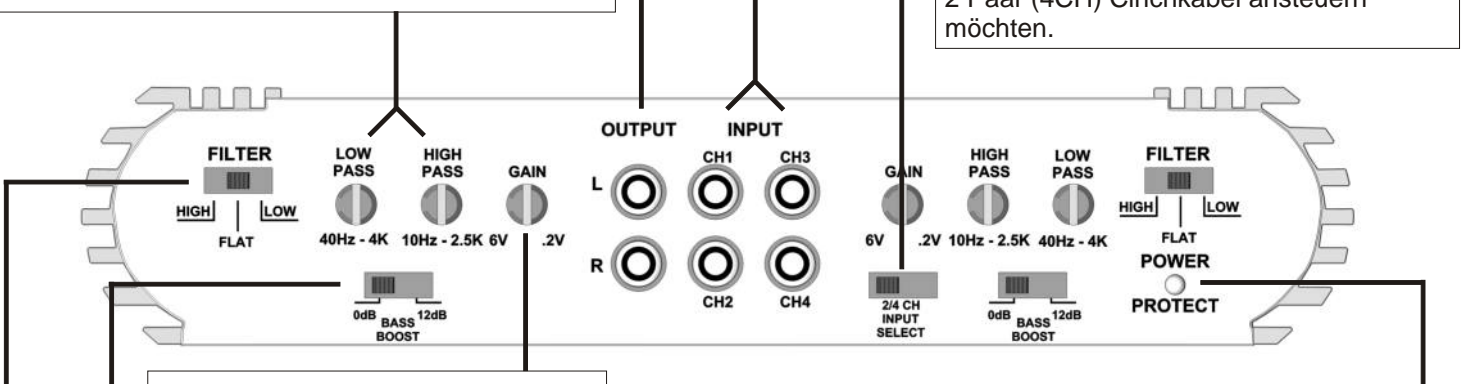 2 Paar (4CH) Cinchkabel ansteuern
möchten.
OUTPUT INPUT
FILTER
HIGH LOW
FLAT
LOW
PASS
40Hz - 4K
HIGH
PASS
10Hz - 2.5K
GAIN
6V .2V
0dB 12dB
BASS
BOOST
L
R
CH1 CH3
CH2 CH4
GAIN
6V .2V
HIGH
PASS
10Hz - 2.5K
LOW
PASS
40Hz - 4K
FILTER
HIGH LOW
FLAT
2/4 CH
INPUT
SELECT
0dB 12dB
BASS
BOOST
POWER
PROTECT